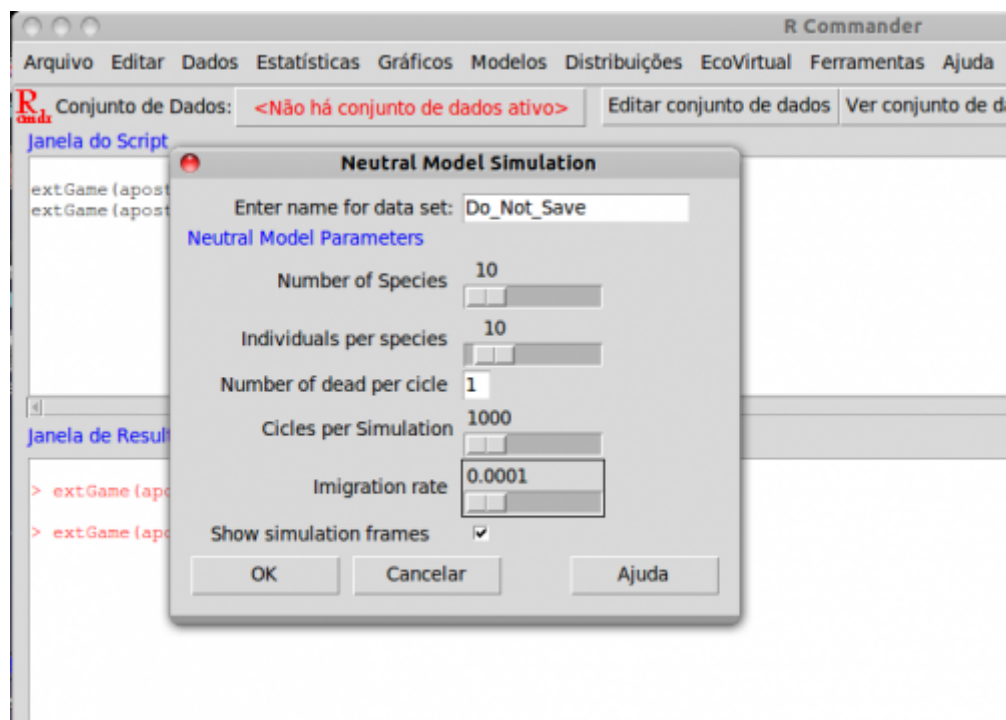 R Commander
Arquivo Editar Dados Estatísticas Gráficos Modelos Distribuições EcoVirtual Ferramentas Ajuda
R Conjunto de Dados: <Não há conjunto de dados ativo> Editar conjunto de dados Ver conjunto de d
Janela do Script
Neutral Model Simulation
extGame(apost
extGame(apost
Enter name for data set: Do_Not_Save
Neutral Model Parameters
Number of Species 10
Individuals per species 10
Number of dead per cicle 1
Cicles per Simulation 1000
Janela de Result
Imigration rate 0.0001
> extGame(apo
> extGame(apo
Show simulation frames
OK Cancelar Ajuda